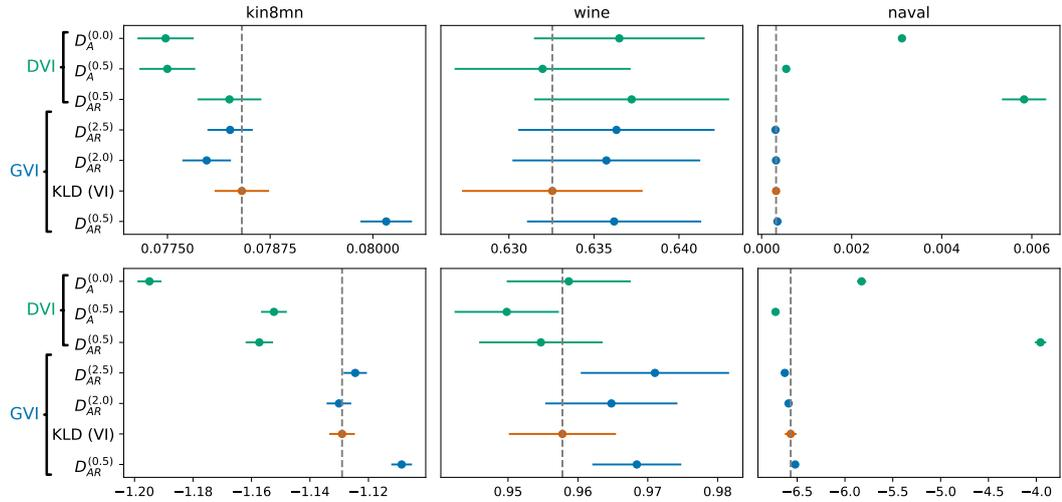 kin8mn wine naval
DVI
D_A^(0.0)
D_A^(0.5)
D_AR^(0.5)
GVI
D_AR^(2.5)
D_AR^(2.0)
KLD (VI)
D_AR^(0.5)
0.07750 0.07875 0.08000 0.630 0.635 0.640 0.000 0.002 0.004 0.006
DVI
D_A^(0.0)
D_A^(0.5)
D_AR^(0.5)
GVI
D_AR^(2.5)
D_AR^(2.0)
KLD (VI)
D_AR^(0.5)
−1.20 −1.18 −1.16 −1.14 −1.12 0.95 0.96 0.97 0.98 −6.5 −6.0 −5.5 −5.0 −4.5 −4.0